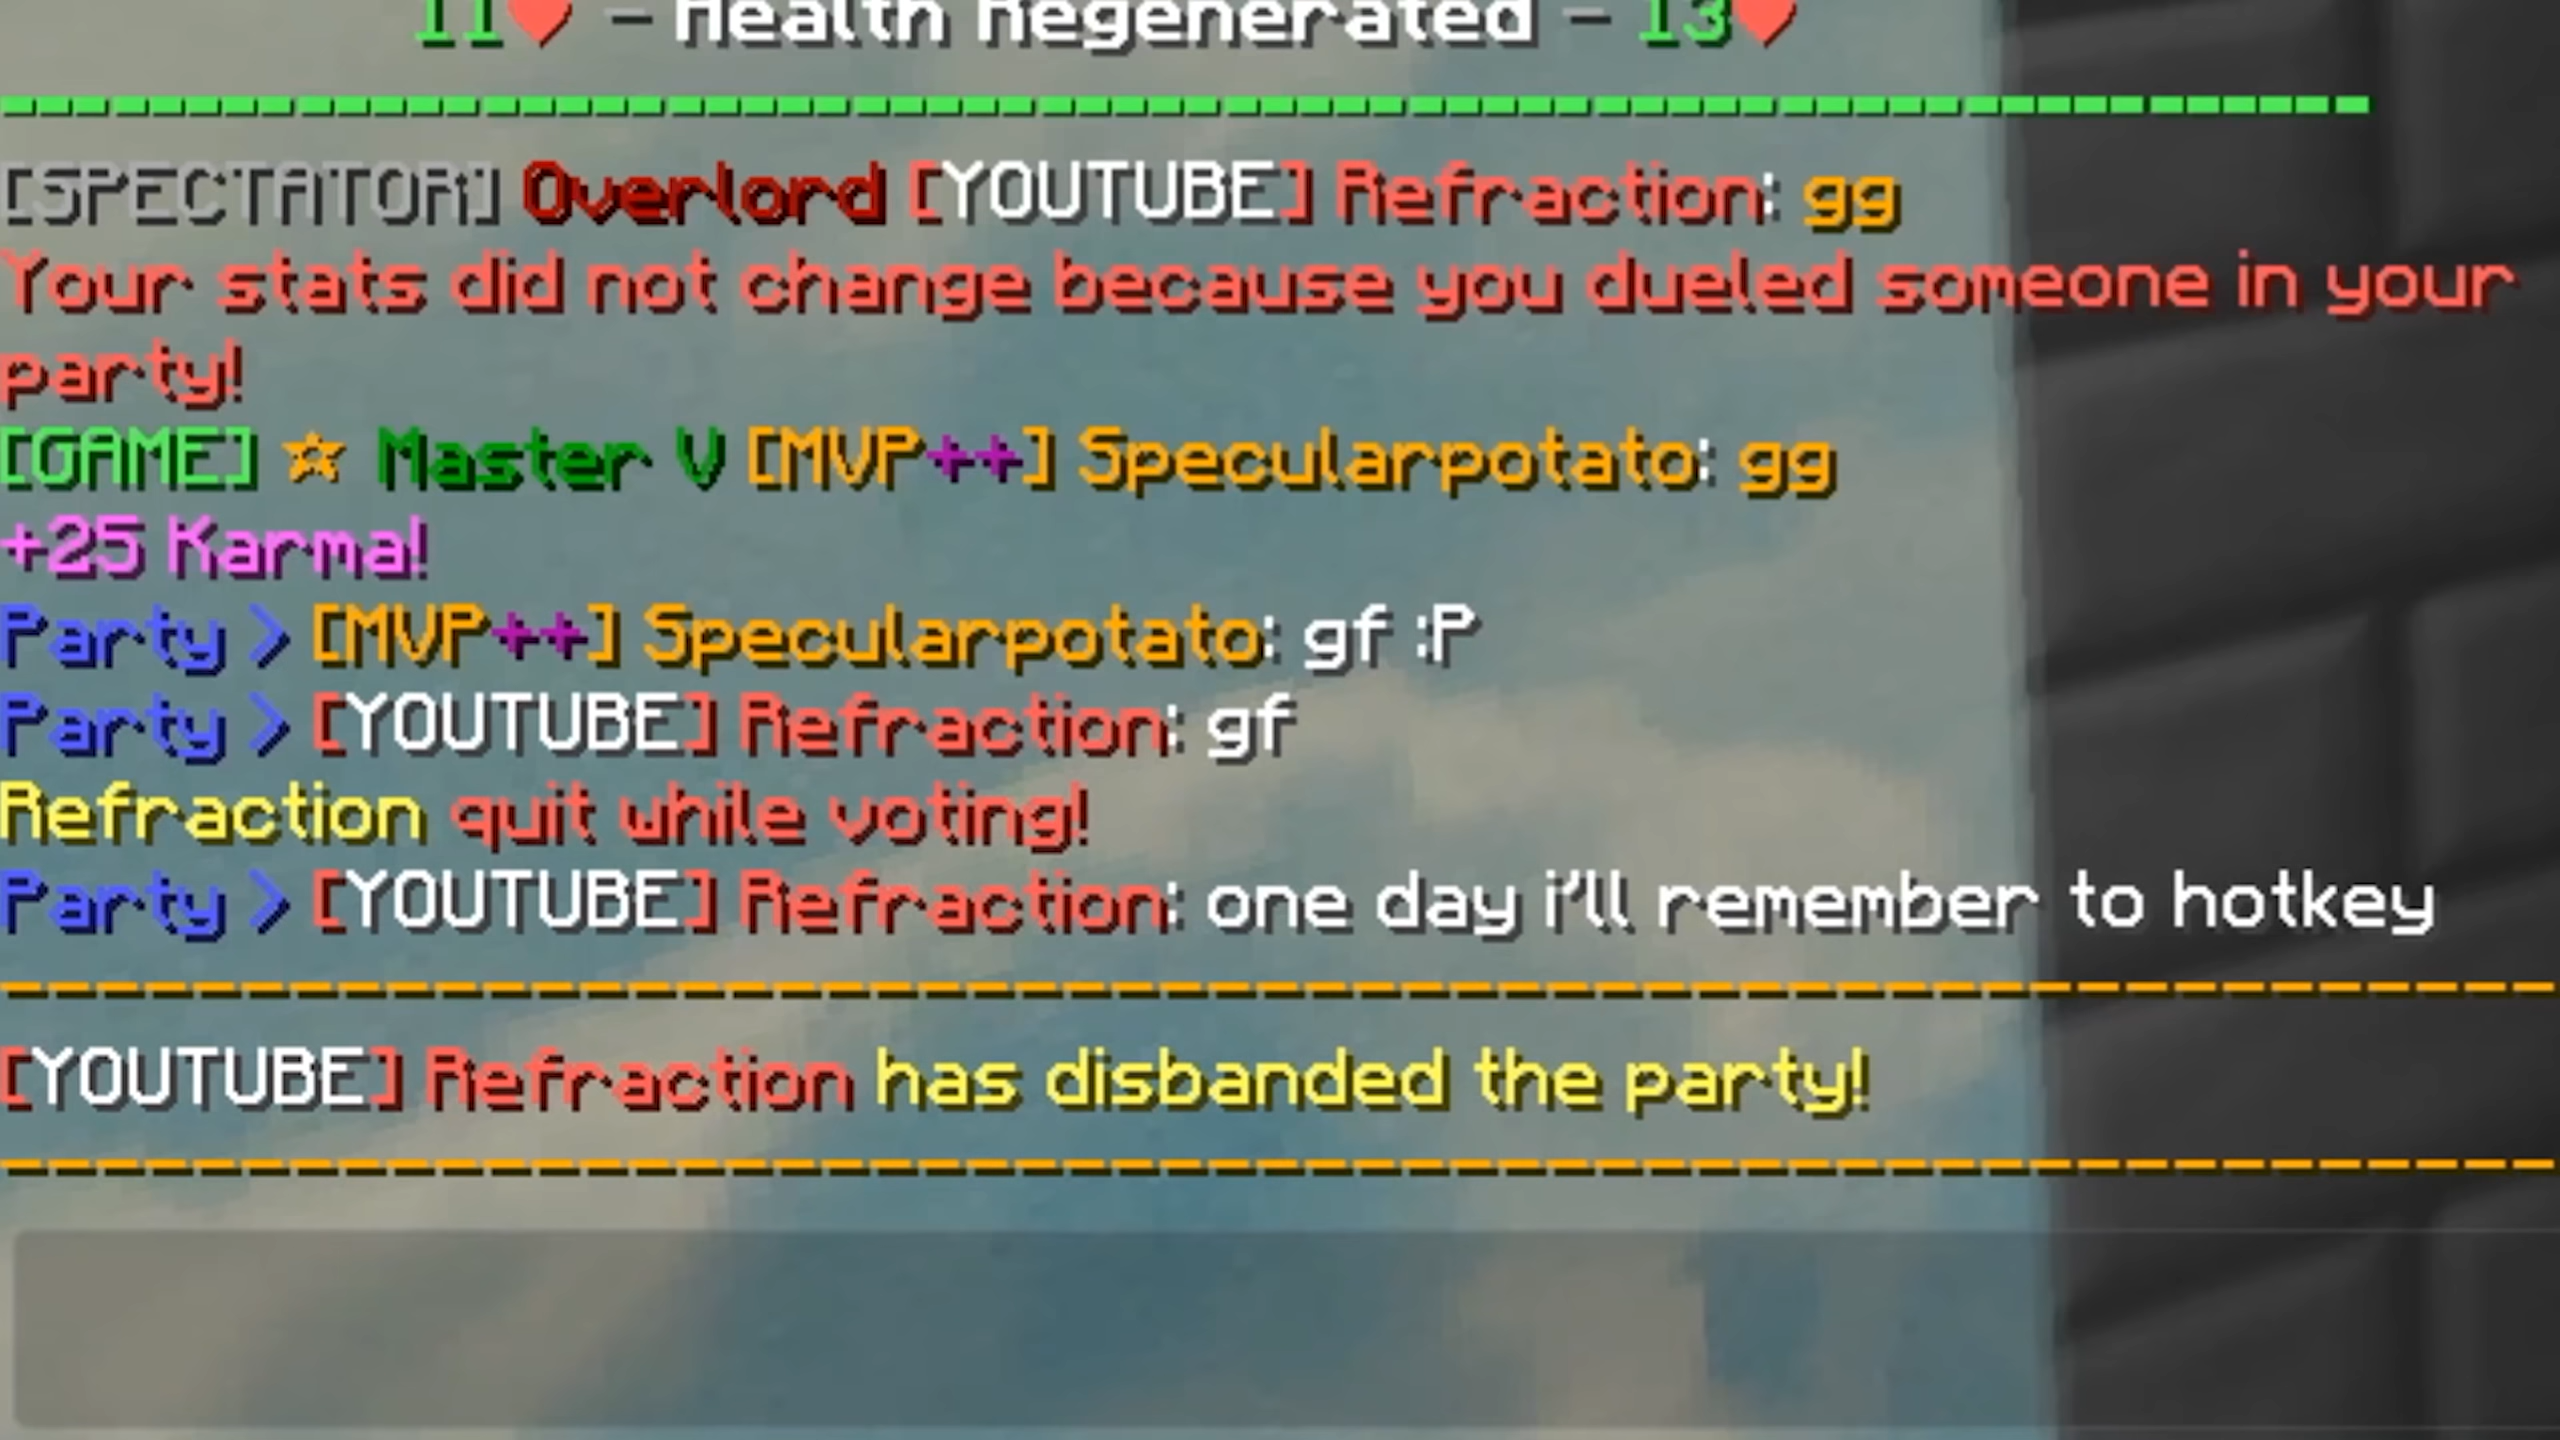 11♥ - Health Regenerated - 13♥
[SPECTATOR] Overlord [YOUTUBE] Refraction: gg
Your stats did not change because you dueled someone in your
party!
[GAME] ✫ Master V [MVP++] Specularpotato: gg
+25 Karma!
Party > [MVP++] Specularpotato: gf :P
Party > [YOUTUBE] Refraction: gf
Refraction quit while voting!
Party > [YOUTUBE] Refraction: one day i'll remember to hotkey
[YOUTUBE] Refraction has disbanded the party!